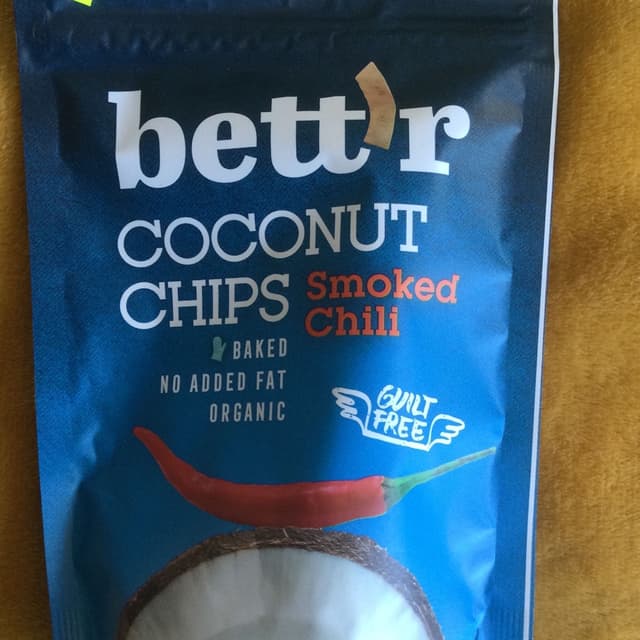 bett'r
COCONUT
CHIPS
Smoked
Chili
BAKED
NO ADDED FAT
ORGANIC
GUILT
FREE